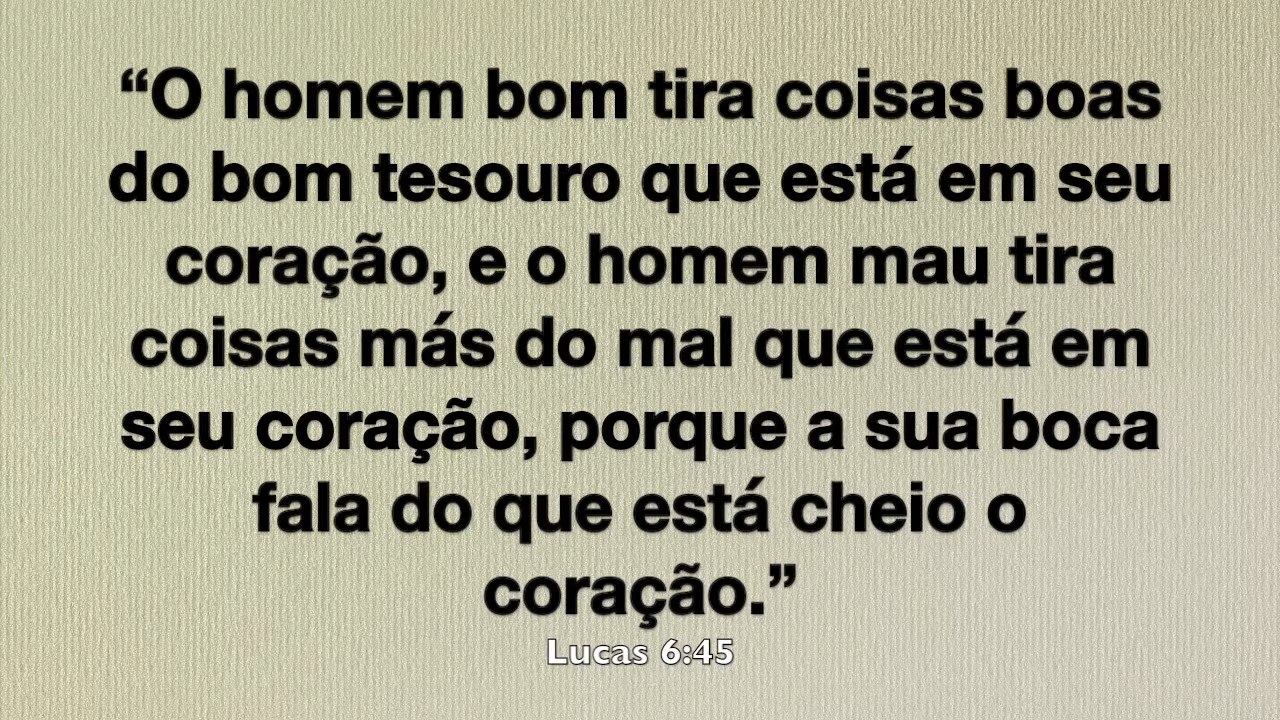 “O homem bom tira coisas boas
do bom tesouro que está em seu
coração, e o homem mau tira
coisas más do mal que está em
seu coração, porque a sua boca
fala do que está cheio o
coração.”
Lucas 6:45